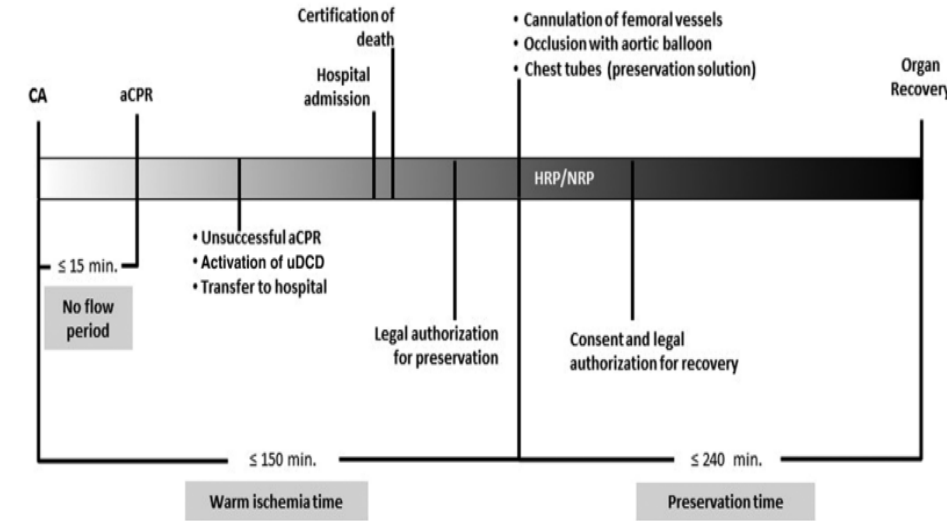 Certification of
death
• Cannulation of femoral vessels
• Occlusion with aortic balloon
• Chest tubes (preservation solution)
Hospital
admission
Organ
Recovery
CA
aCPR
HRP/NRP
≤ 15 min.
No flow
period
• Unsuccessful aCPR
• Activation of uDCD
• Transfer to hospital
Legal authorization
for preservation
Consent and legal
authorization for recovery
≤ 150 min.
≤ 240 min.
Warm ischemia time
Preservation time